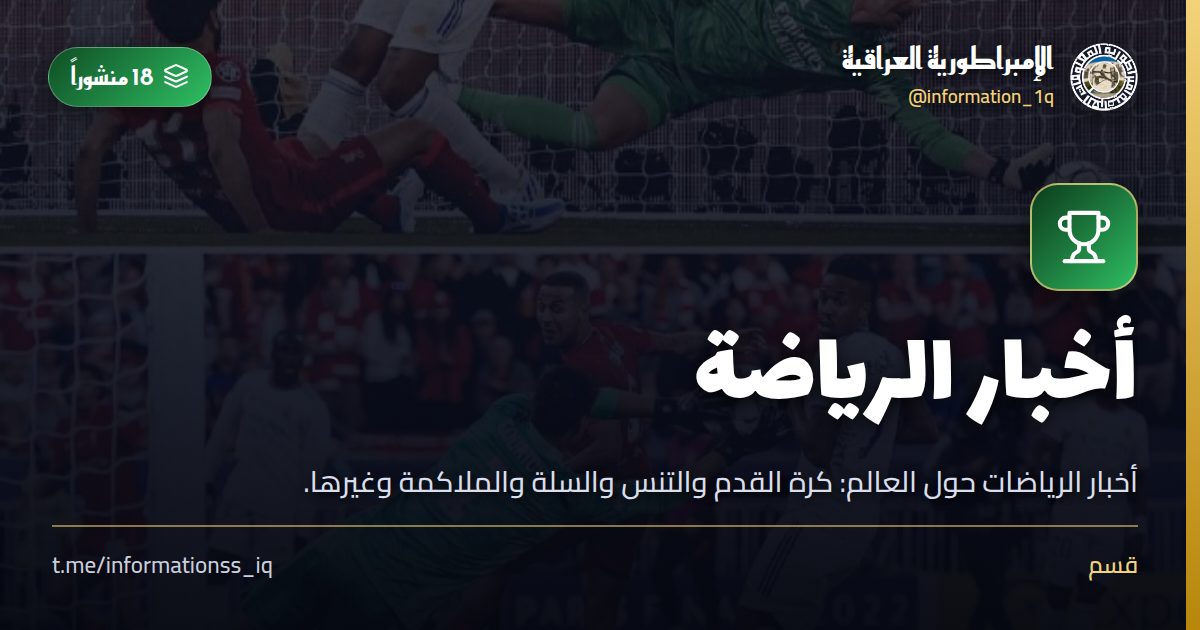 الإمبراطورية العراقية
@information_1q
18 منشوراً
أخبار الرياضة
أخبار الرياضات حول العالم: كرة القدم والتنس والسلة والملاكمة وغيرها.
قسم
t.me/informationss_iq